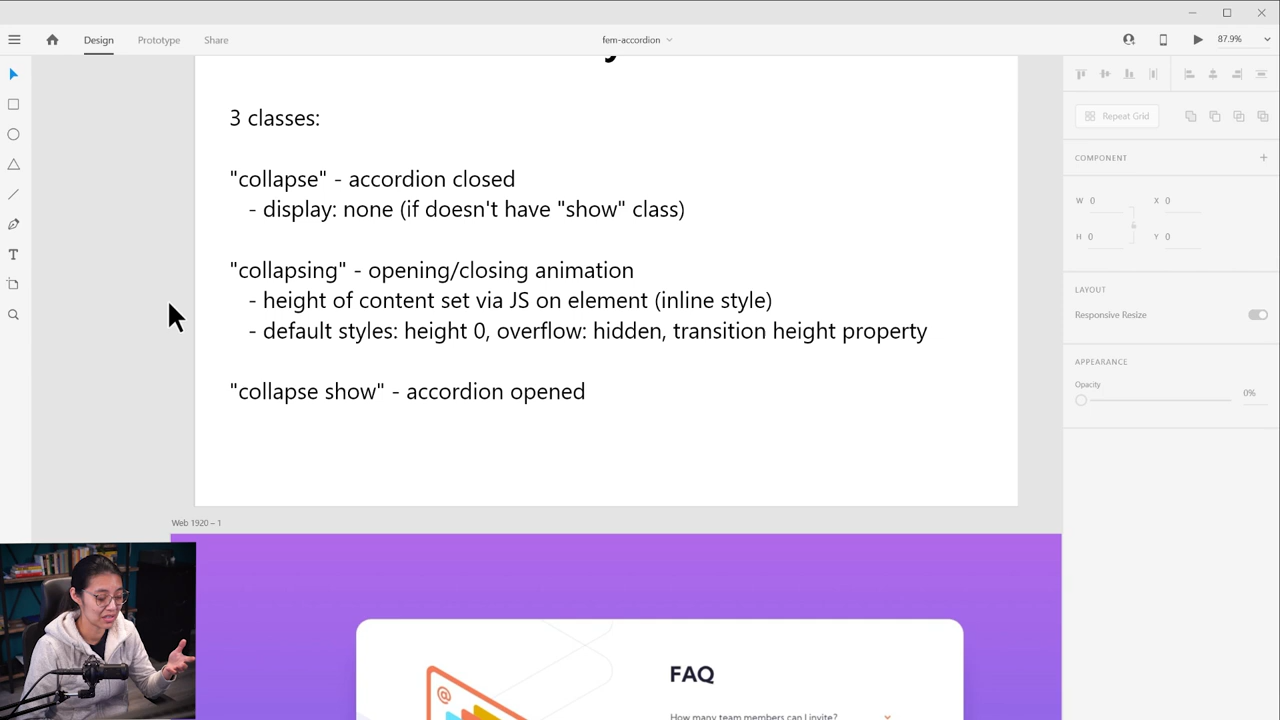 Design
Prototype
Share
fem-accordion
87.9%
3 classes:
"collapse" - accordion closed
- display: none (if doesn't have "show" class)
"collapsing" - opening/closing animation
- height of content set via JS on element (inline style)
- default styles: height 0, overflow: hidden, transition height property
"collapse show" - accordion opened
Repeat Grid
COMPONENT
W 0
X 0
H 0
Y 0
LAYOUT
Responsive Resize
APPEARANCE
Opacity
0%
Web 1920 – 1
@
FAQ
How many team members can I invite?